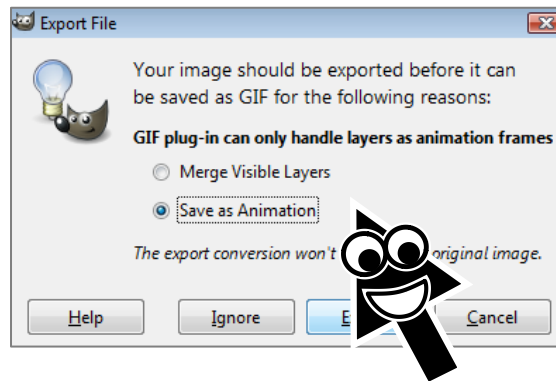 Export File
Your image should be exported before it can
be saved as GIF for the following reasons:
GIF plug-in can only handle layers as animation frames
Merge Visible Layers
Save as Animation
The export conversion won't original image.
Help Ignore Cancel